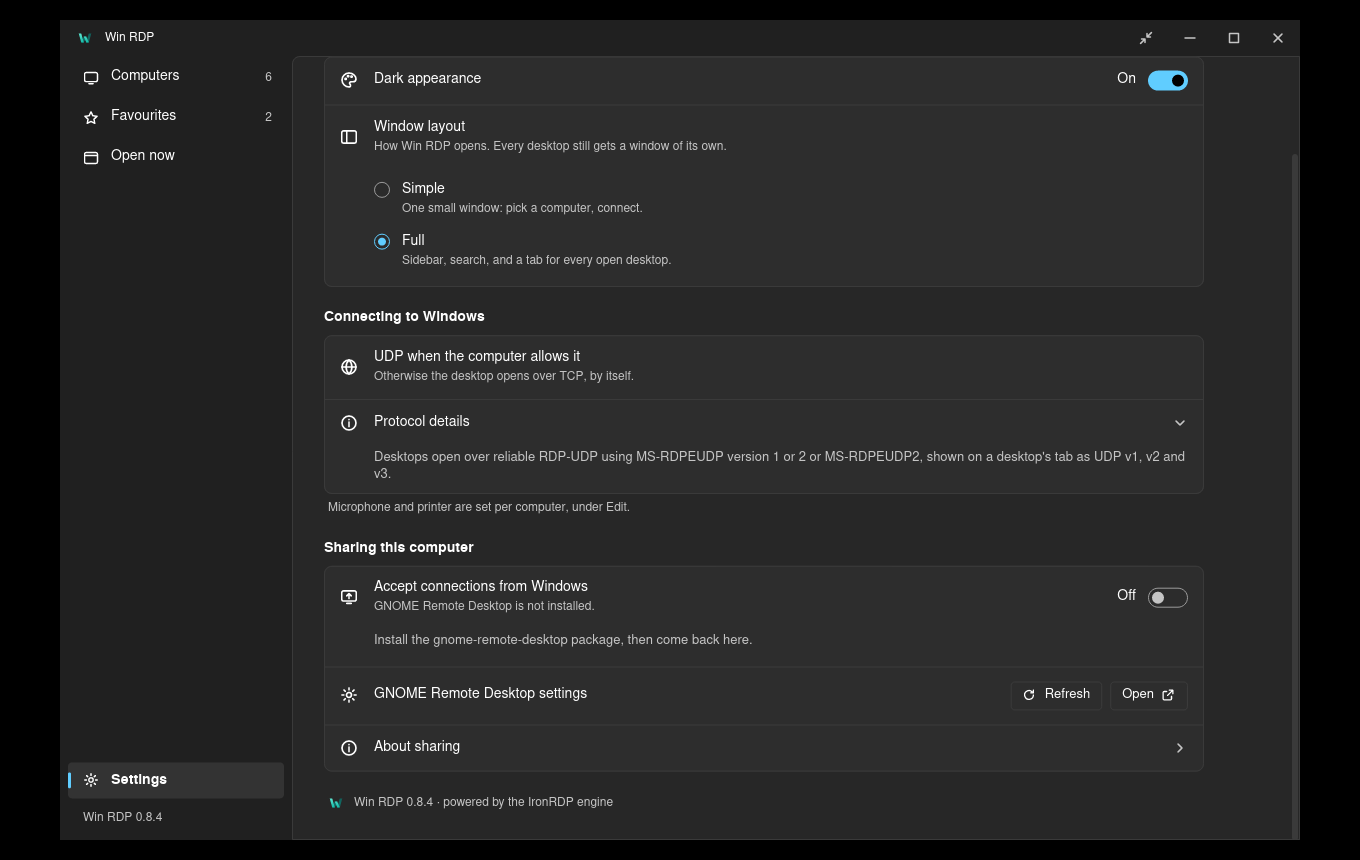 Win RDP
Computers 6
Favourites 2
Open now
Dark appearance On
Window layout
How Win RDP opens. Every desktop still gets a window of its own.
Simple
One small window: pick a computer, connect.
Full
Sidebar, search, and a tab for every open desktop.
Connecting to Windows
UDP when the computer allows it
Otherwise the desktop opens over TCP, by itself.
Protocol details
Desktops open over reliable RDP-UDP using MS-RDPEUDP version 1 or 2 or MS-RDPEUDP2, shown on a desktop's tab as UDP v1, v2 and
v3.
Microphone and printer are set per computer, under Edit.
Sharing this computer
Accept connections from Windows Off
GNOME Remote Desktop is not installed.
Install the gnome-remote-desktop package, then come back here.
GNOME Remote Desktop settings Refresh Open
About sharing
Win RDP 0.8.4 · powered by the IronRDP engine
Settings
Win RDP 0.8.4